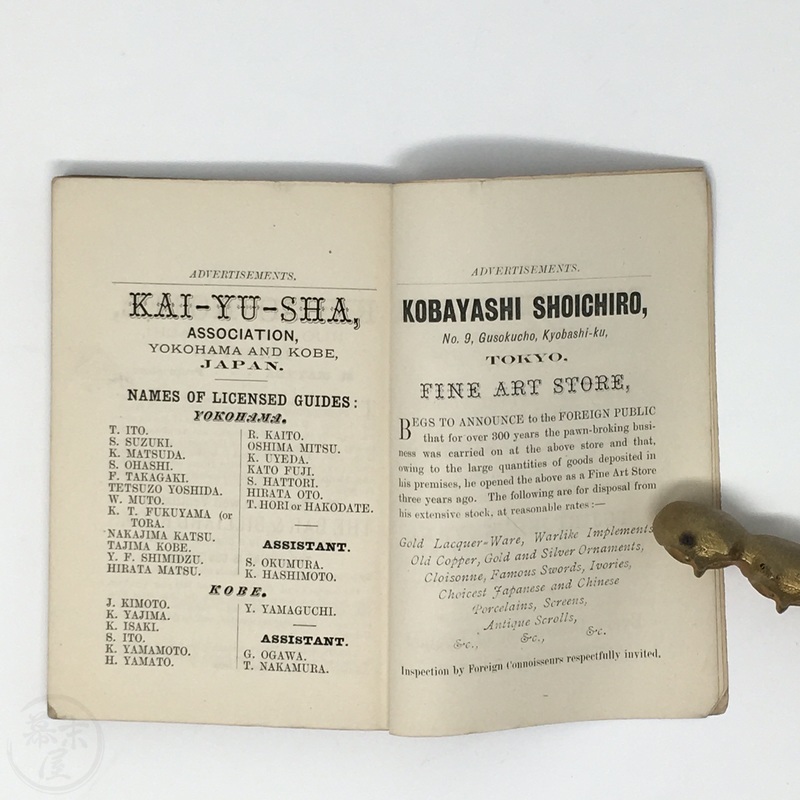 ADVERTISEMENTS.
KAI-YU-SHA,
ASSOCIATION,
YOKOHAMA AND KOBE,
JAPAN.
NAMES OF LICENSED GUIDES:
YOKOHAMA.
T. ITO.
S. SUZUKI.
K. MATSUDA.
S. OHASHI.
F. TAKAGAKI.
TETSUZO YOSHIDA.
W. MUTO.
K. T. FUKUYAMA (or
TORA.
NAKAJIMA KATSU.
TAJIMA KOBE.
Y. F. SHIMIDZU.
HIRATA MATSU.
R. KAITO.
OSHIMA MITSU.
K. UYEDA.
KATO FUJI.
S. HATTORI.
HIRATA OTO.
T. HORI or HAKODATE.
ASSISTANT.
S. OKUMURA.
K. HASHIMOTO.
KOBE.
J. KIMOTO.
K. YAJIMA.
K. ISAKI.
S. ITO.
K. YAMAMOTO.
H. YAMATO.
Y. YAMAGUCHI.
ASSISTANT.
G. OGAWA.
T. NAKAMURA.
ADVERTISEMENTS.
KOBAYASHI SHOICHIRO,
No. 9, Gusokucho, Kyobashi-ku,
TOKYO.
FINE ART STORE,
BEGS TO ANNOUNCE to the FOREIGN PUBLIC
that for over 300 years the pawn-broking busi-
ness was carried on at the above store and that,
owing to the large quantities of goods deposited in
his premises, he opened the above as a Fine Art Store
three years ago. The following are for disposal from
his extensive stock, at reasonable rates :—
Gold Lacquer-Ware, Warlike Implements
Old Copper, Gold and Silver Ornaments,
Cloisonne, Famous Swords, Ivories,
Choicest Japanese and Chinese
Porcelains, Screens,
Antique Scrolls,
&c., &c., &c.
Inspection by Foreign Connoisseurs respectfully invited.